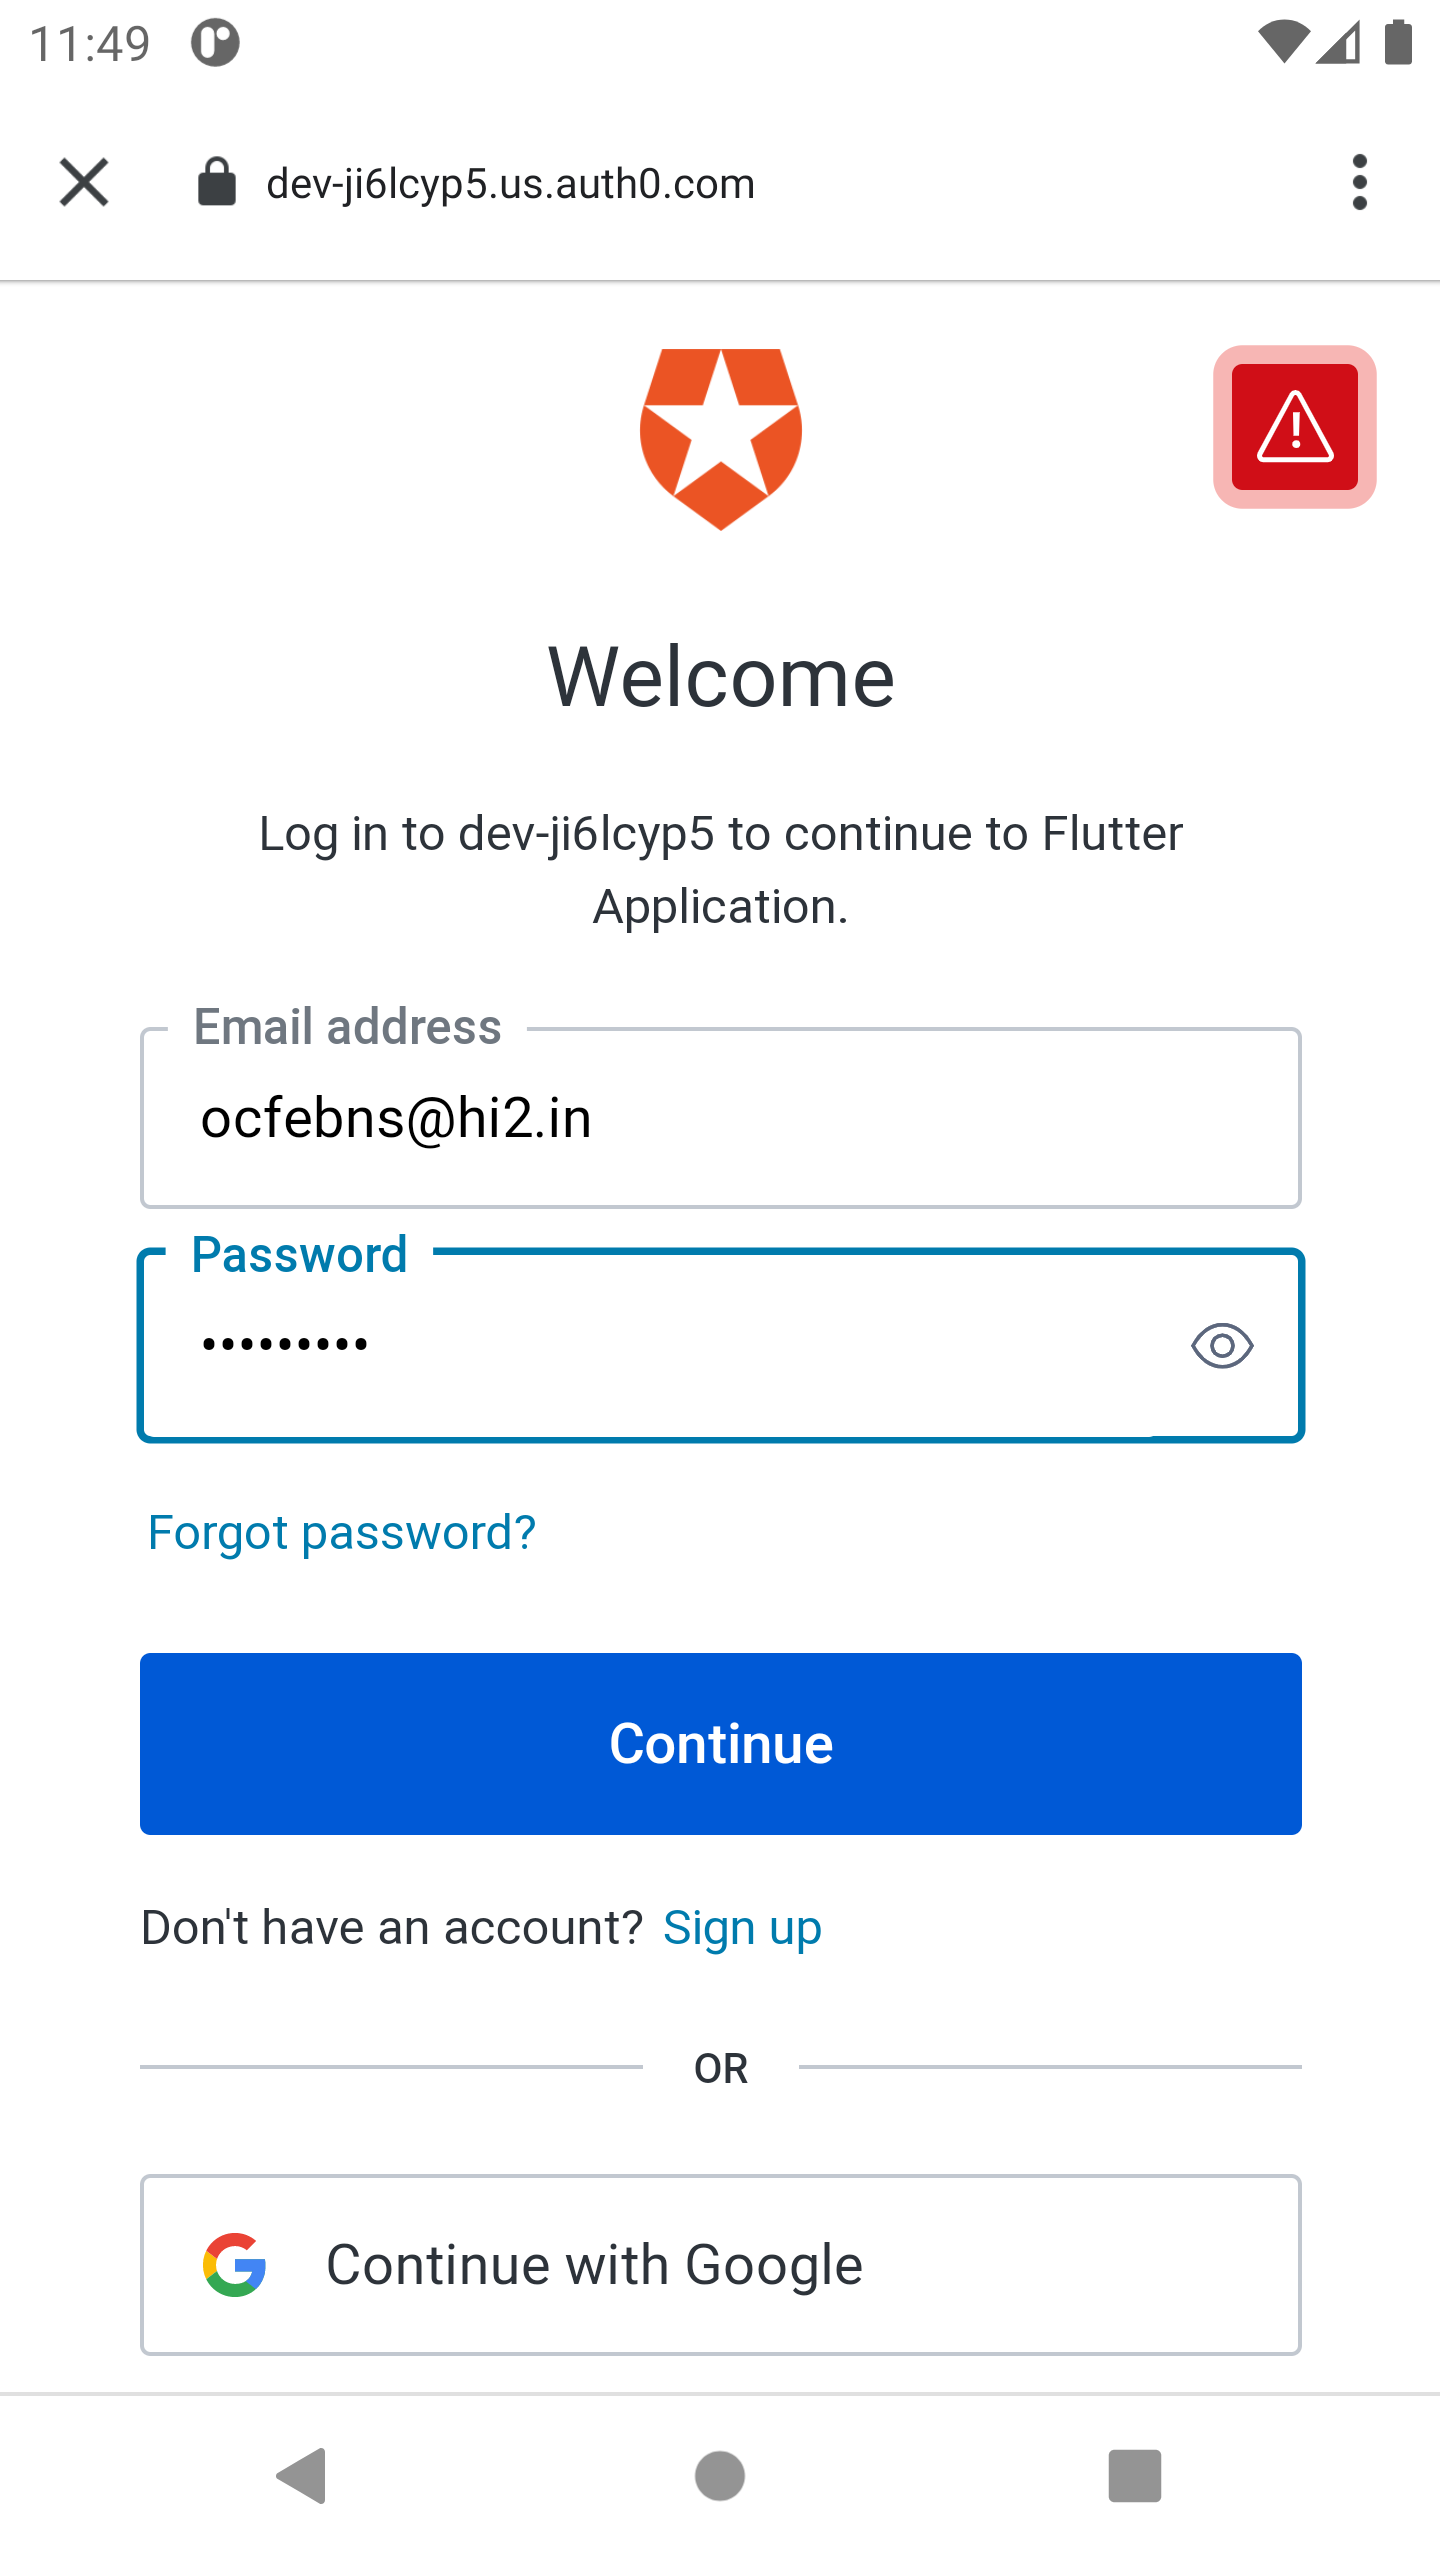 11:49
dev-ji6lcyp5.us.auth0.com
Welcome
Log in to dev-ji6lcyp5 to continue to Flutter
Application.
Email address
ocfebns@hi2.in
Password
•••••••••
Forgot password?
Continue
Don't have an account? Sign up
OR
Continue with Google